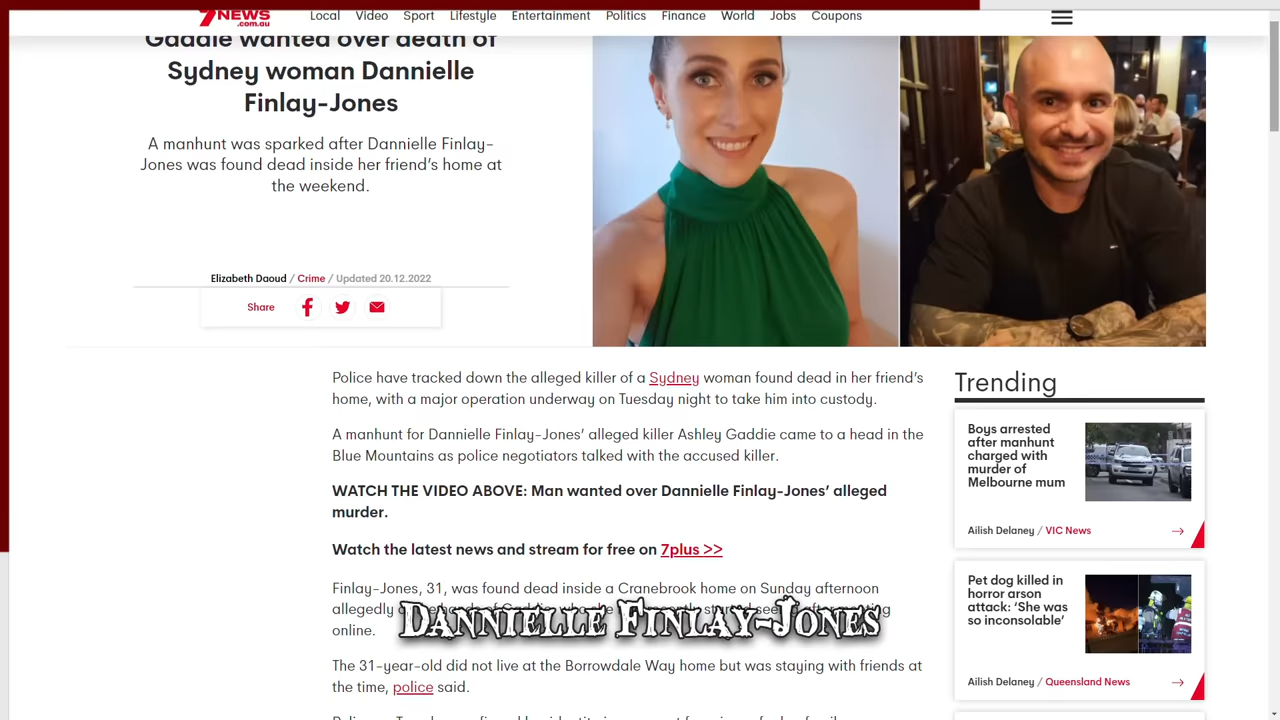 7NEWS
.com.au
Local Video Sport Lifestyle Entertainment Politics Finance World Jobs Coupons
Gaddie wanted over death of
Sydney woman Dannielle
Finlay-Jones
A manhunt was sparked after Dannielle Finlay-
Jones was found dead inside her friend's home at
the weekend.
Elizabeth Daoud / Crime / Updated 20.12.2022
Share
Police have tracked down the alleged killer of a Sydney woman found dead in her friend's
home, with a major operation underway on Tuesday night to take him into custody.
A manhunt for Dannielle Finlay-Jones' alleged killer Ashley Gaddie came to a head in the
Blue Mountains as police negotiators talked with the accused killer.
WATCH THE VIDEO ABOVE: Man wanted over Dannielle Finlay-Jones' alleged
murder.
Watch the latest news and stream for free on 7plus >>
Finlay-Jones, 31, was found dead inside a Cranebrook home on Sunday afternoon
allegedly
online.
Dannielle Finlay-Jones
The 31-year-old did not live at the Borrowdale Way home but was staying with friends at
the time, police said.
Trending
Boys arrested
after manhunt
charged with
murder of
Melbourne mum
Ailish Delaney / VIC News
Pet dog killed in
horror arson
attack: 'She was
so inconsolable'
Ailish Delaney / Queensland News